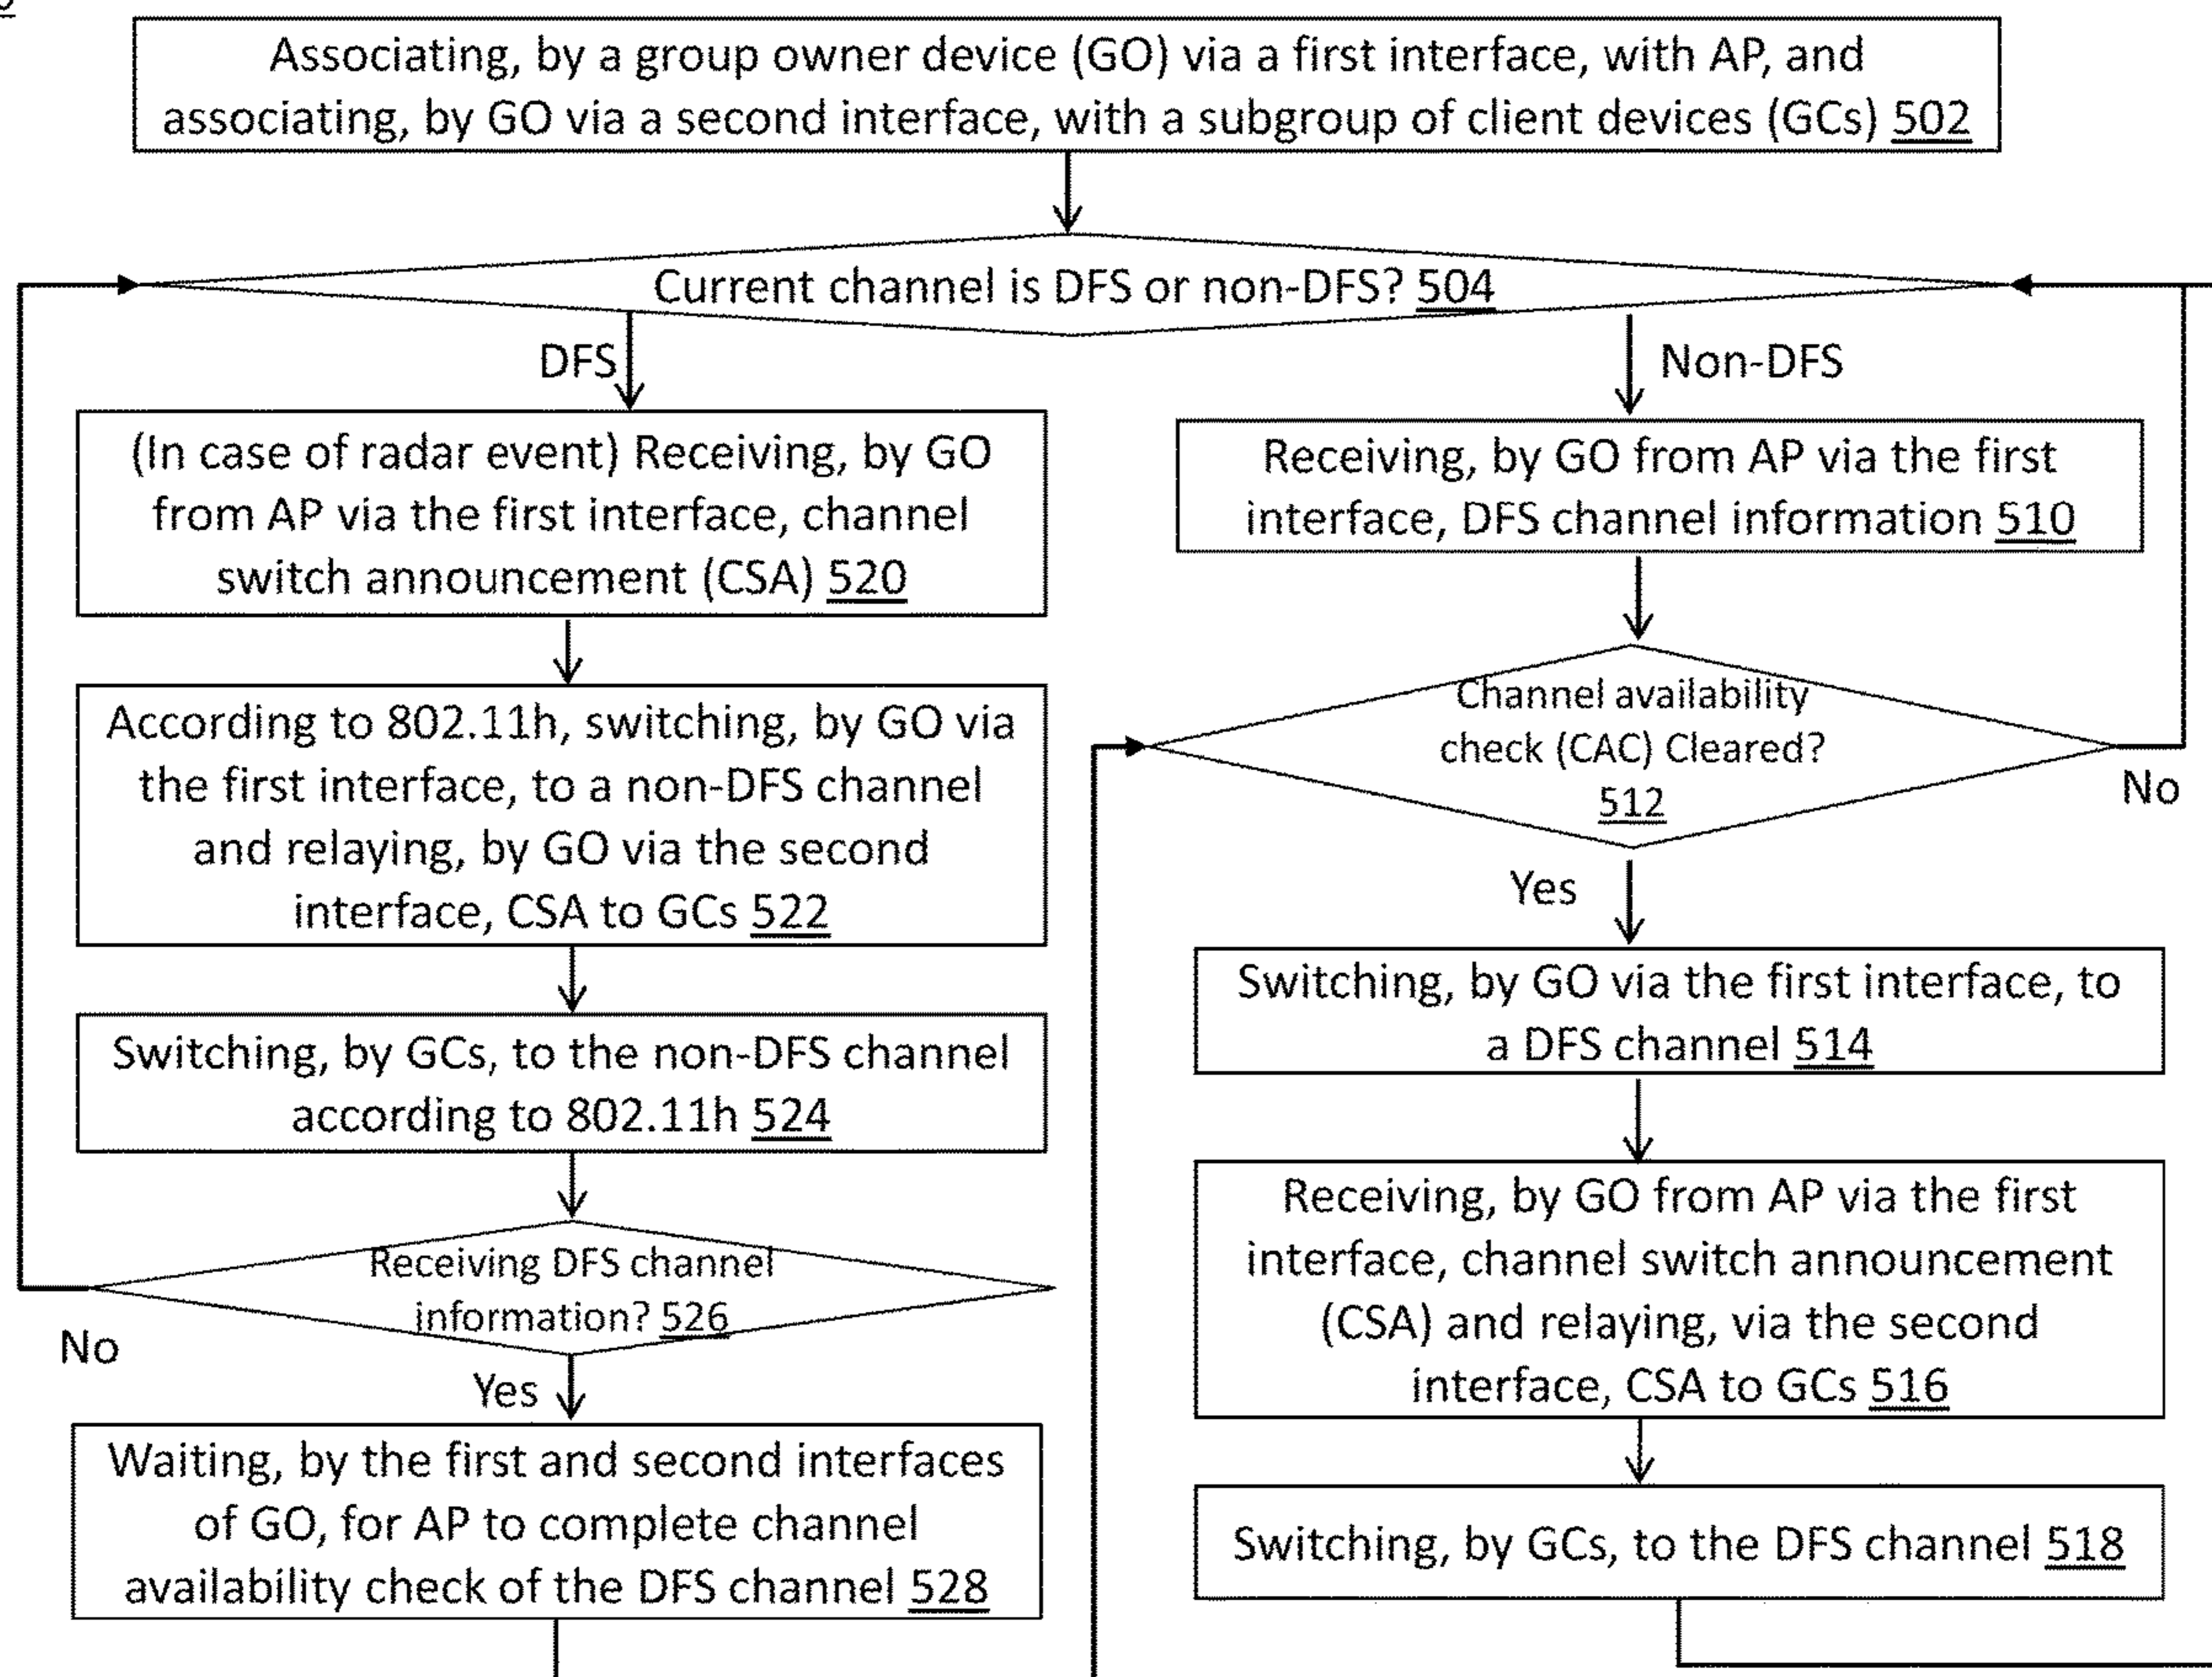 Associating, by a group owner device (GO) via a first interface, with AP, and
associating, by GO via a second interface, with a subgroup of client devices (GCs) 502
Current channel is DFS or non-DFS? 504
DFS
(In case of radar event) Receiving, by GO
from AP via the first interface, channel
switch announcement (CSA) 520
According to 802.11h, switching, by GO via
the first interface, to a non-DFS channel
and relaying, by GO via the second
interface, CSA to GCs 522
Switching, by GCs, to the non-DFS channel
according to 802.11h 524
Receiving DFS channel
information? 526
No
Yes
Waiting, by the first and second interfaces
of GO, for AP to complete channel
availability check of the DFS channel 528
Non-DFS
Receiving, by GO from AP via the first
interface, DFS channel information 510
Channel availability
check (CAC) Cleared?
512
No
Yes
Switching, by GO via the first interface, to
a DFS channel 514
Receiving, by GO from AP via the first
interface, channel switch announcement
(CSA) and relaying, via the second
interface, CSA to GCs 516
Switching, by GCs, to the DFS channel 518